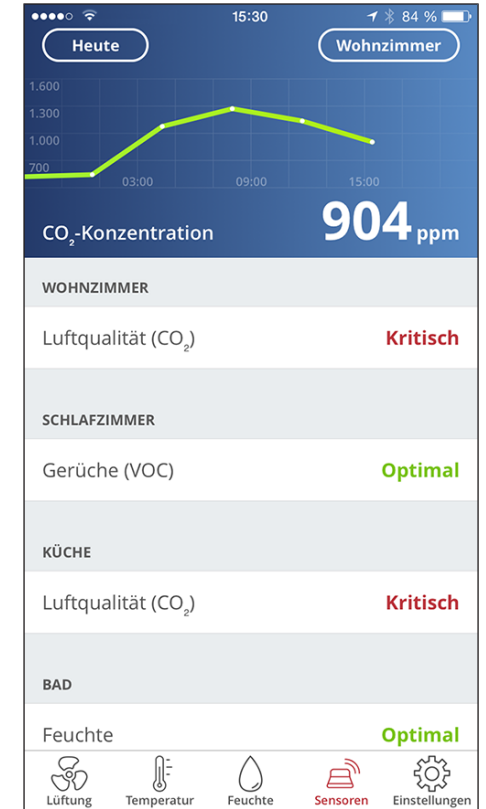 15:30
84 %
Heute
Wohnzimmer
1.600
1.300
1.000
700
03:00 09:00 15:00
CO₂-Konzentration 904 ppm
WOHNZIMMER
Luftqualität (CO₂) Kritisch
SCHLAFZIMMER
Gerüche (VOC) Optimal
KÜCHE
Luftqualität (CO₂) Kritisch
BAD
Feuchte Optimal
Lüftung Temperatur Feuchte Sensoren Einstellungen